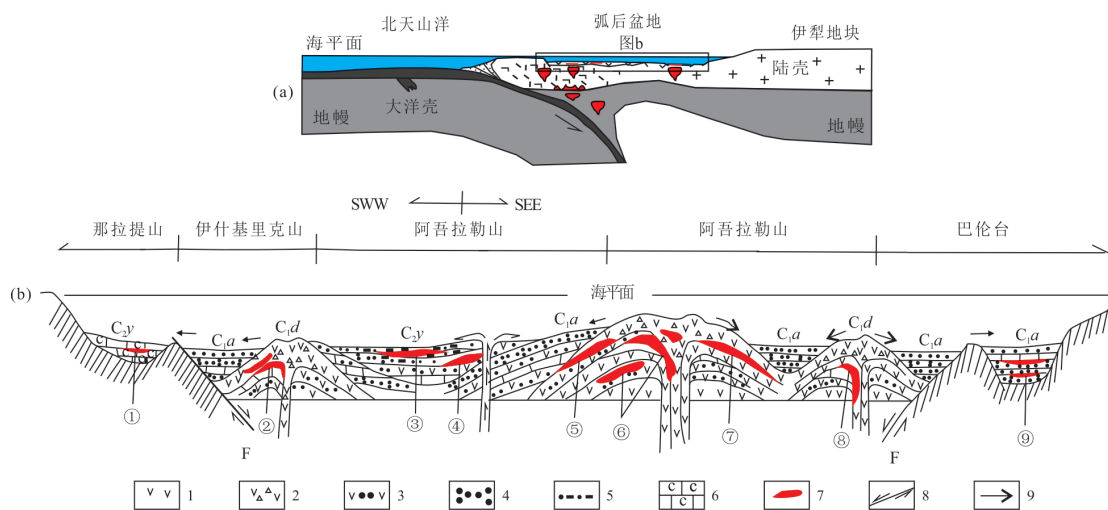 北天山洋
弧后盆地
伊犁地块
海平面
图b
陆壳
(a)
大洋壳
地幔
地幔
SWW
SEE
那拉提山
伊什基里克山
阿吾拉勒山
阿吾拉勒山
巴伦台
(b)
海平面
C₂y
C₁a
C₁d
C₂y
C₁a
C₁a
C₁d
C₁a
C₁a
①
②
③
④
⑤
⑥
⑦
⑧
⑨
F
F
1
2
3
4
5
c c c
6
7
8
9